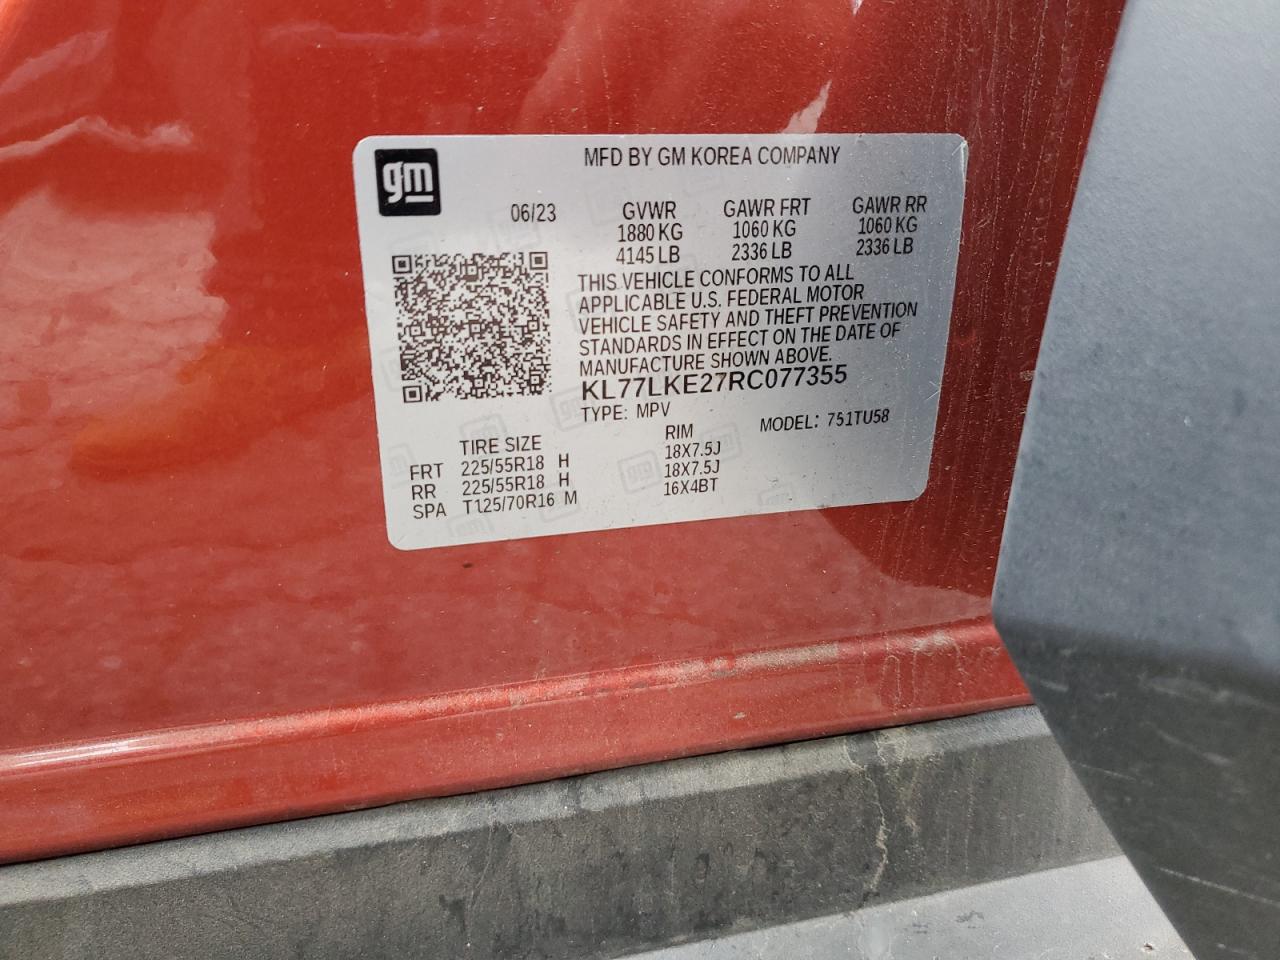 gm
MFD BY GM KOREA COMPANY
06/23 GVWR GAWR FRT GAWR RR
1880 KG 1060 KG 1060 KG
4145 LB 2336 LB 2336 LB
THIS VEHICLE CONFORMS TO ALL
APPLICABLE U.S. FEDERAL MOTOR
VEHICLE SAFETY AND THEFT PREVENTION
STANDARDS IN EFFECT ON THE DATE OF
MANUFACTURE SHOWN ABOVE.
KL77LKE27RC077355
TYPE: MPV MODEL: 751TU58
TIRE SIZE RIM
FRT 225/55R18 H 18X7.5J
RR 225/55R18 H 18X7.5J
SPA T125/70R16 M 16X4BT